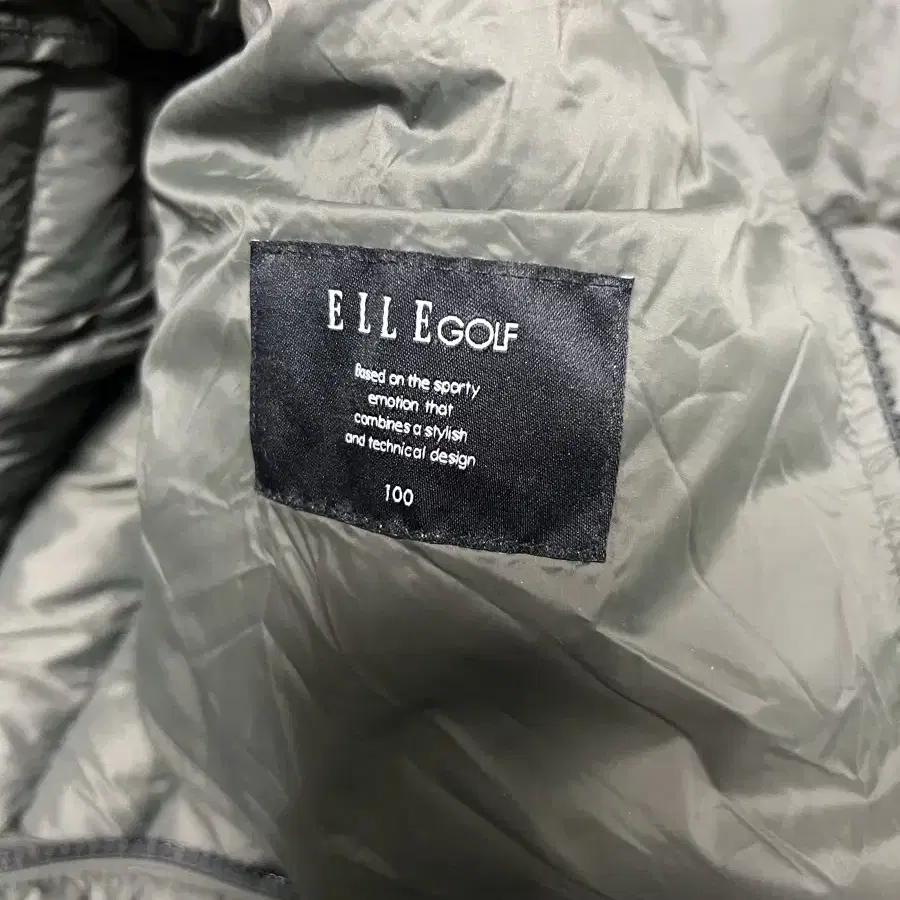 ELLE GOLF
Based on the sporty
emotion that
combines a stylish
and technical design
100